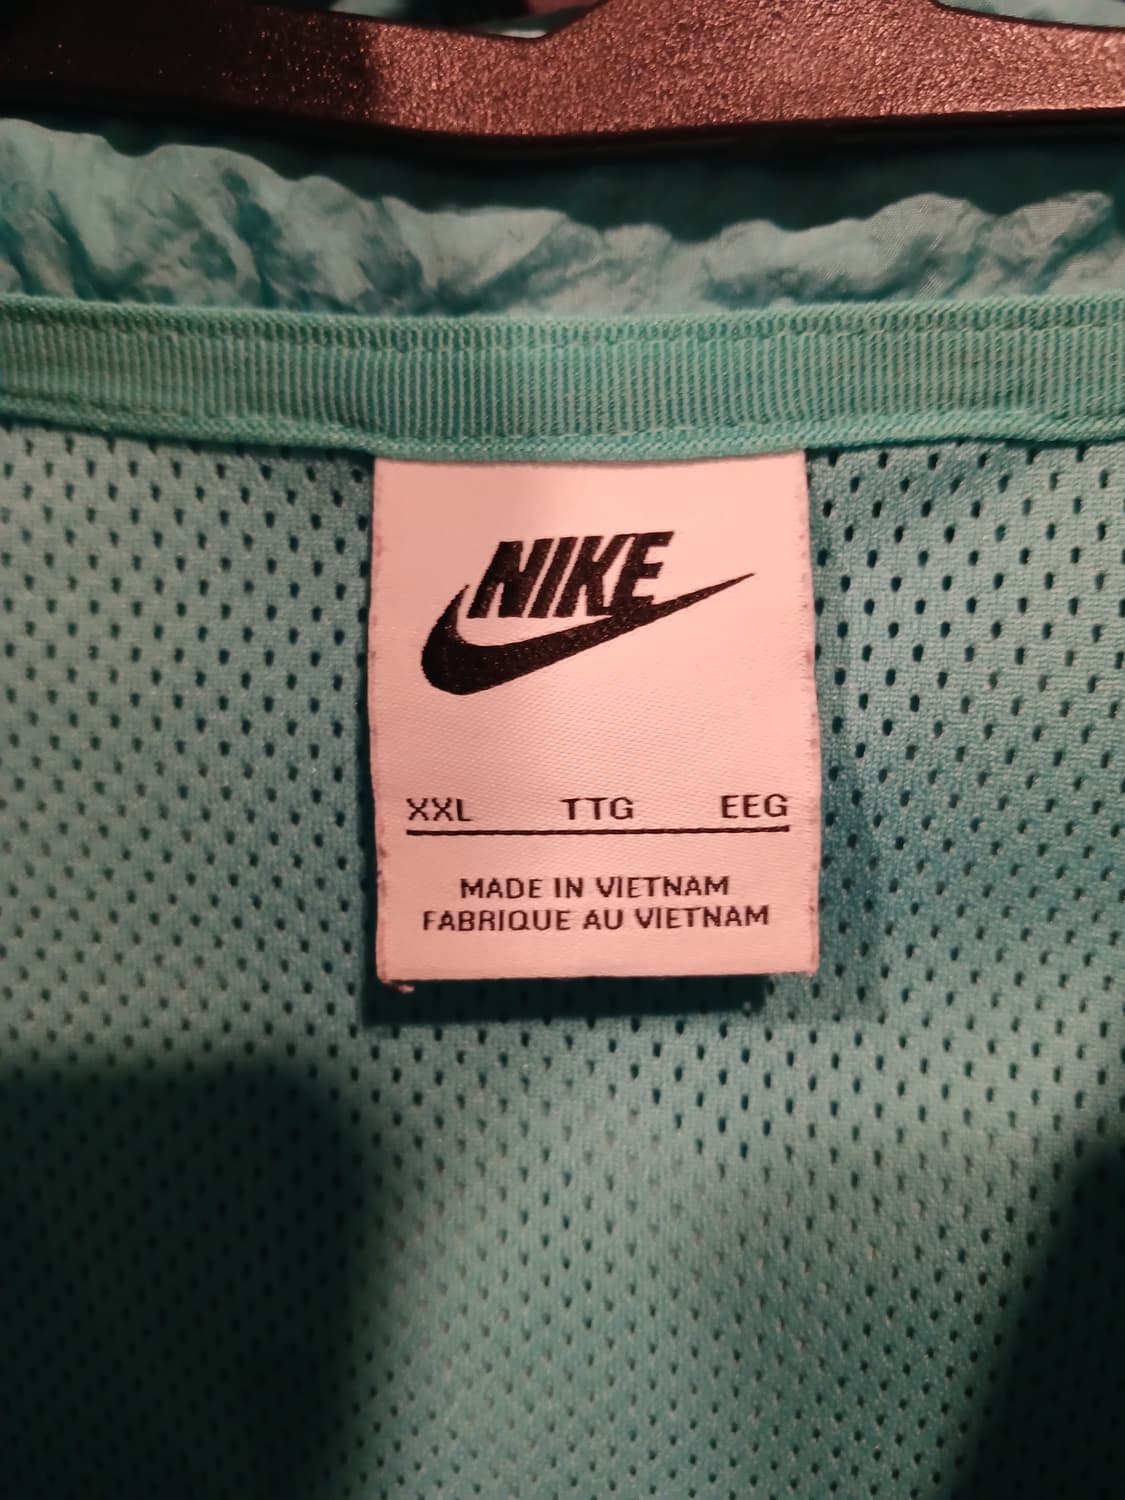 NIKE
XXL TTG EEG
MADE IN VIETNAM
FABRIQUE AU VIETNAM